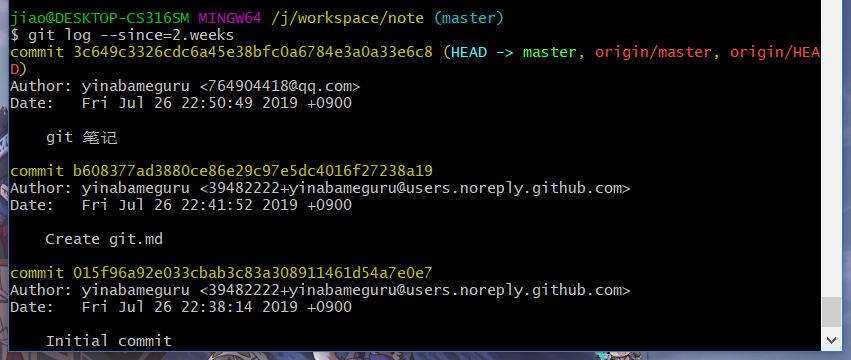 jiao@DESKTOP-CS316SM MINGW64 /j/workspace/note (master)
$ git log --since=2.weeks
commit 3c649c3326cdc6a45e38bfc0a6784e3a0a33e6c8 (HEAD -> master, origin/master, origin/HEA
D)
Author: yinabameguru <764904418@qq.com>
Date:   Fri Jul 26 22:50:49 2019 +0900
    git 笔记
commit b608377ad3880ce86e29c97e5dc4016f27238a19
Author: yinabameguru <39482222+yinabameguru@users.noreply.github.com>
Date:   Fri Jul 26 22:41:52 2019 +0900
    Create git.md
commit 015f96a92e033cbab3c83a308911461d54a7e0e7
Author: yinabameguru <39482222+yinabameguru@users.noreply.github.com>
Date:   Fri Jul 26 22:38:14 2019 +0900
    Initial commit